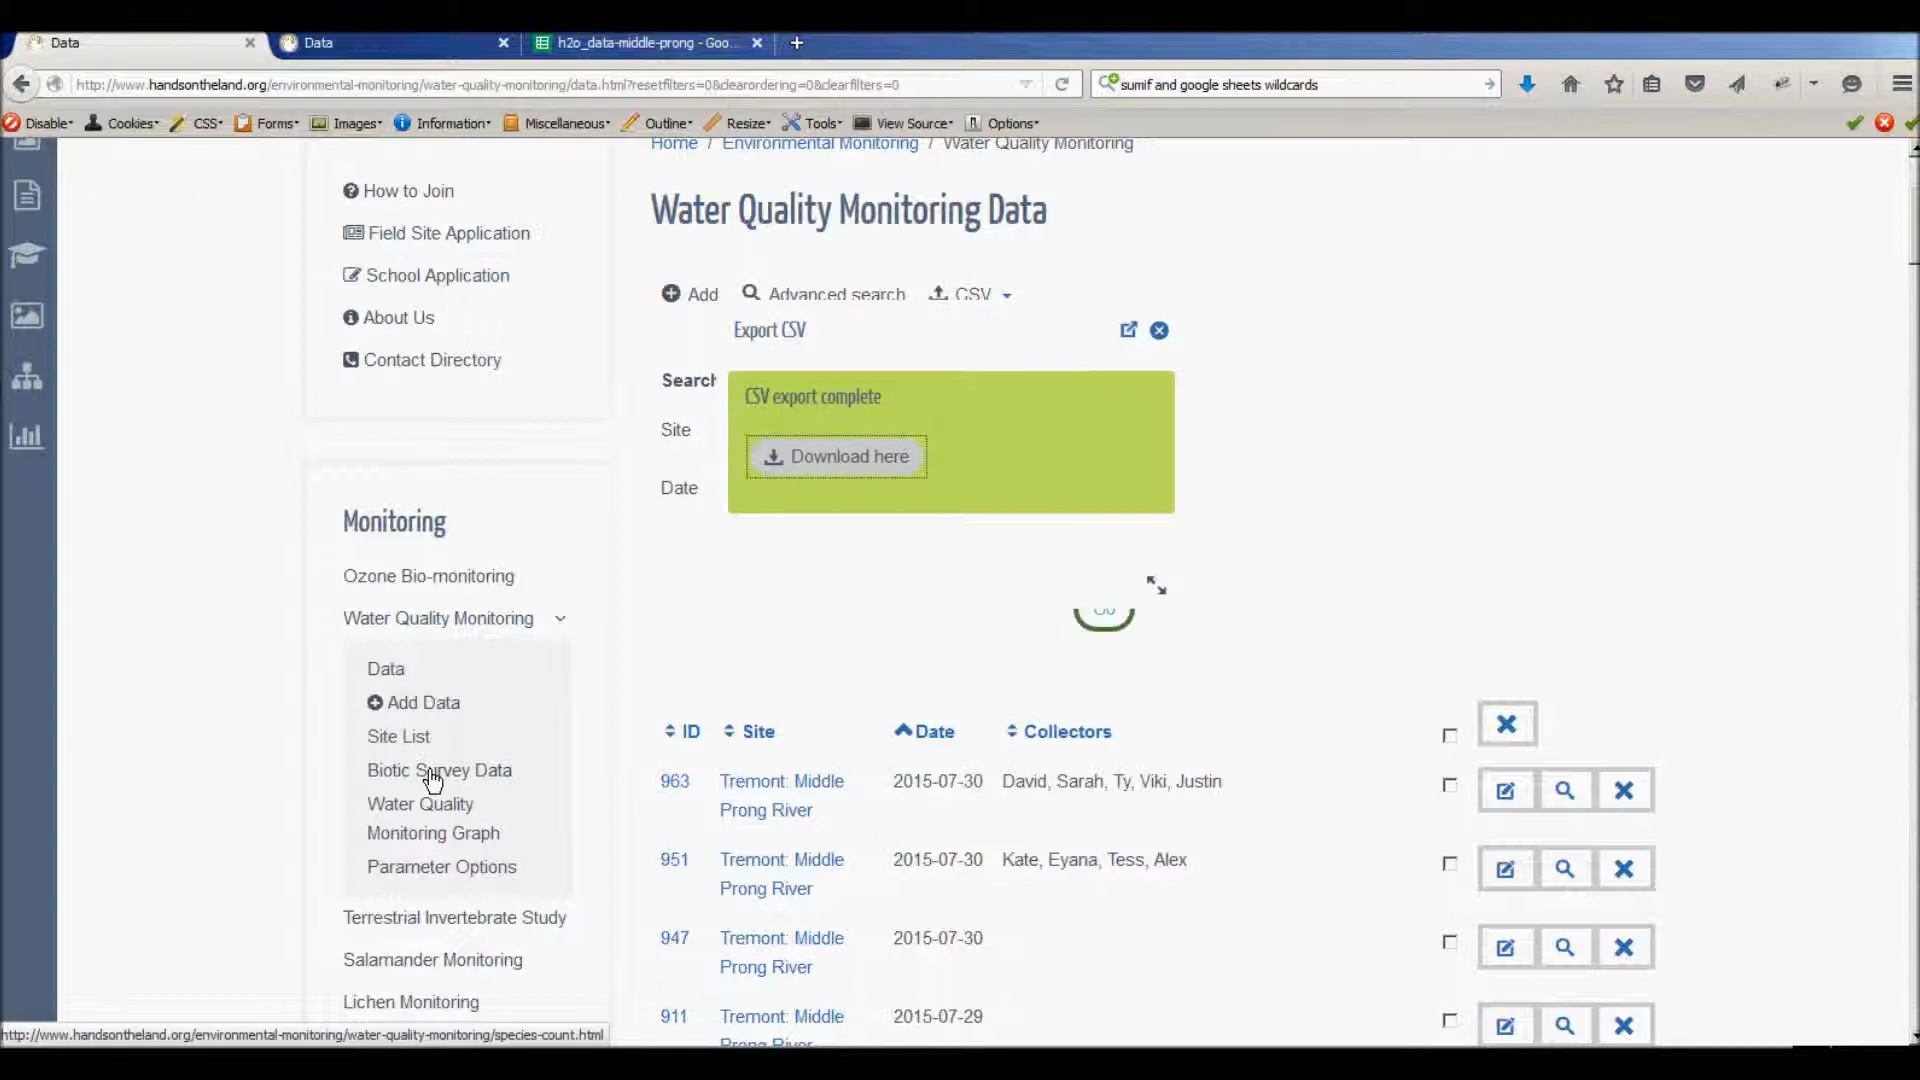 Data
Data
h2o_data-middle-prong - Goo...
http://www.handsontheland.org/environmental-monitoring/water-quality-monitoring/data.html?resetfilters=0&clearordering=0&clearfilters=0
sumif and google sheets wildcards
Disable
Cookies
CSS
Forms
Images
Information
Miscellaneous
Outline
Resize
Tools
View Source
Options
Home / Environmental Monitoring / Water Quality Monitoring
How to Join
Field Site Application
School Application
About Us
Contact Directory
Water Quality Monitoring Data
Add Advanced search CSV
Export CSV
Search
CSV export complete
Site
Download here
Date
Go
Monitoring
Ozone Bio-monitoring
Water Quality Monitoring
Data
Add Data
Site List
Biotic Survey Data
Water Quality
Monitoring Graph
Parameter Options
Terrestrial Invertebrate Study
Salamander Monitoring
Lichen Monitoring
ID Site Date Collectors
963 Tremont: Middle 2015-07-30 David, Sarah, Ty, Viki, Justin
Prong River
951 Tremont: Middle 2015-07-30 Kate, Eyana, Tess, Alex
Prong River
947 Tremont: Middle 2015-07-30
Prong River
911 Tremont: Middle 2015-07-29
Prong River
http://www.handsontheland.org/environmental-monitoring/water-quality-monitoring/species-count.html